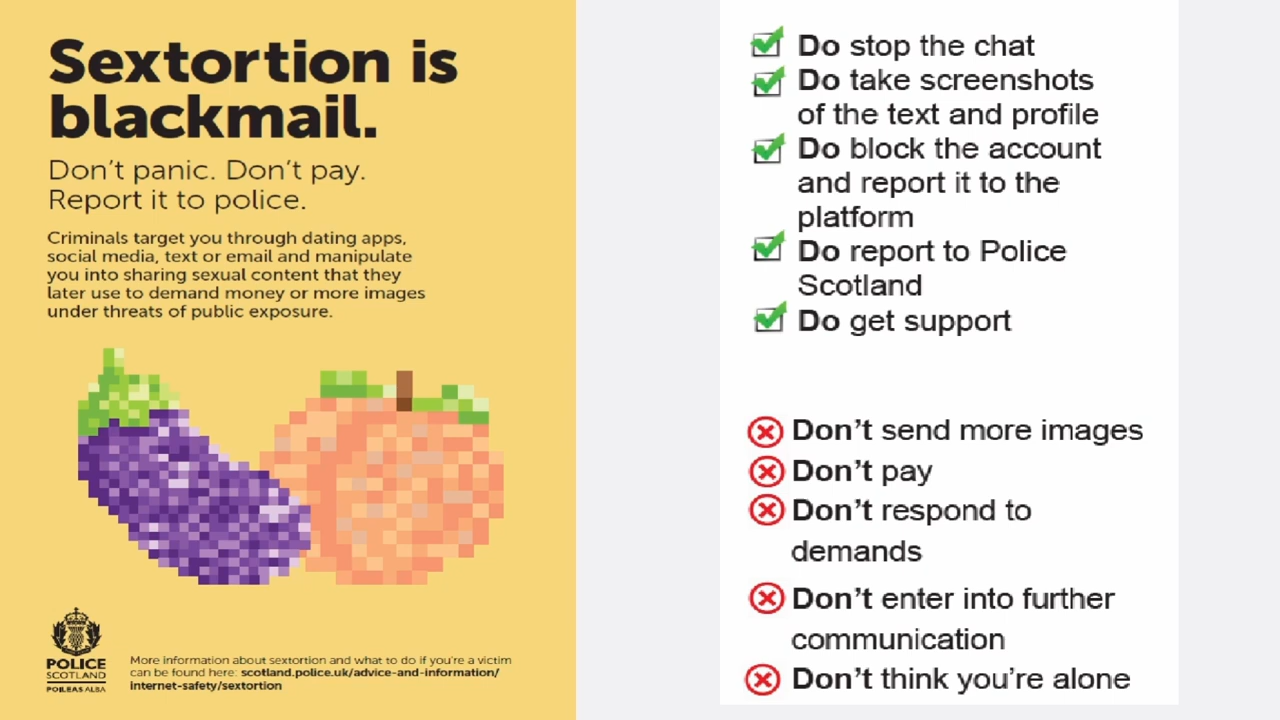 Sextortion is
blackmail.
Don't panic. Don't pay.
Report it to police.
Criminals target you through dating apps,
social media, text or email and manipulate
you into sharing sexual content that they
later use to demand money or more images
under threats of public exposure.
POLICE
SCOTLAND
POILEAS ALBA
More information about sextortion and what to do if you're a victim
can be found here: scotland.police.uk/advice-and-information/
internet-safety/sextortion
Do stop the chat
Do take screenshots
of the text and profile
Do block the account
and report it to the
platform
Do report to Police
Scotland
Do get support
Don't send more images
Don't pay
Don't respond to
demands
Don't enter into further
communication
Don't think you're alone